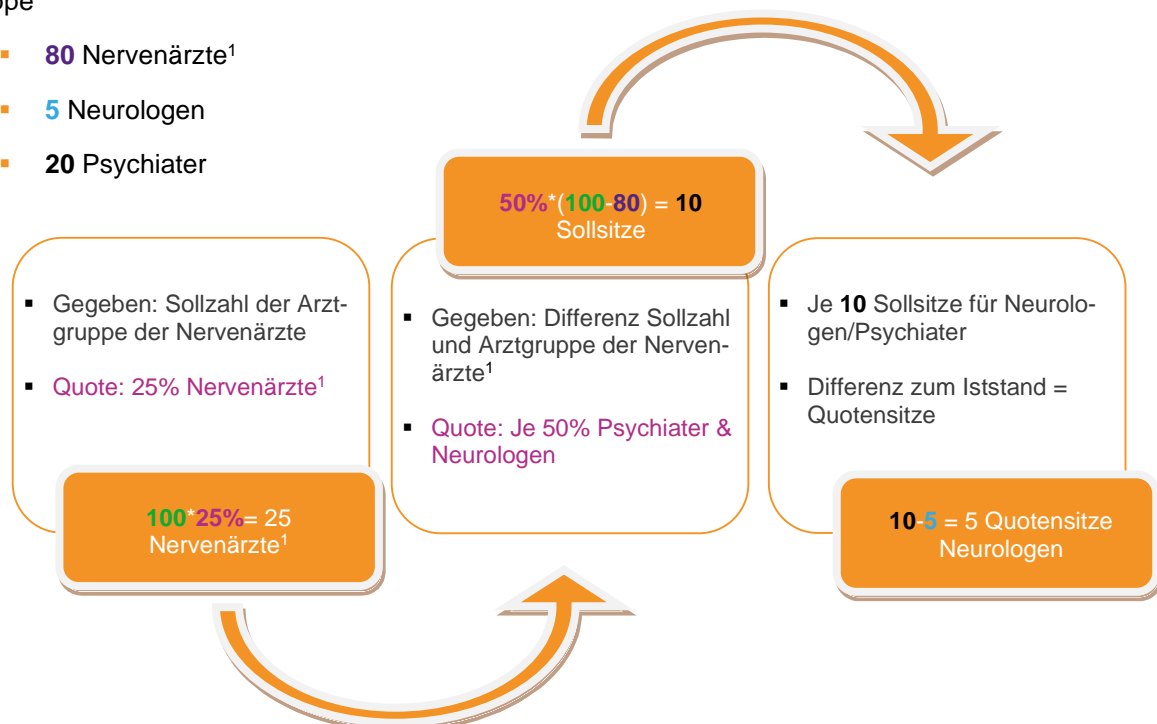 ▪ 80 Nervenärzte¹
▪ 5 Neurologen
▪ 20 Psychiater
50%*(100-80) = 10
Sollsitze
▪ Gegeben: Sollzahl der Arzt-
gruppe der Nervenärzte
▪ Quote: 25% Nervenärzte¹
100*25%= 25
Nervenärzte¹
▪ Gegeben: Differenz Sollzahl
und Arztgruppe der Nerven-
ärzte¹
▪ Quote: Je 50% Psychiater &
Neurologen
▪ Je 10 Sollsitze für Neurolo-
gen/Psychiater
▪ Differenz zum Iststand =
Quotensitze
10-5 = 5 Quotensitze
Neurologen